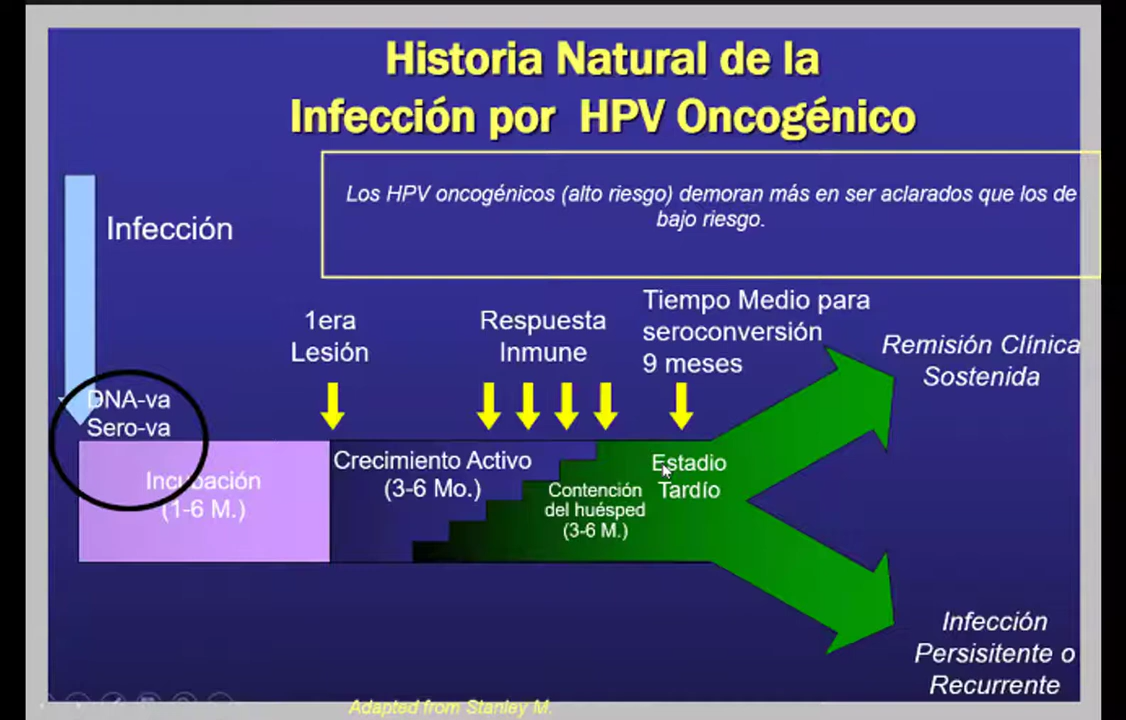 Historia Natural de la
Infección por HPV Oncogénico
Los HPV oncogénicos (alto riesgo) demoran más en ser aclarados que los de
bajo riesgo.
Infección
1era
Lesión
Respuesta
Inmune
Tiempo Medio para
seroconversión
9 meses
Remisión Clínica
Sostenida
DNA-va
Sero-va
Incubación
(1-6 M.)
Crecimiento Activo
(3-6 Mo.)
Contención
del huésped
(3-6 M.)
Estadio
Tardío
Infección
Persisitente o
Recurrente
Adapted from Stanley M.